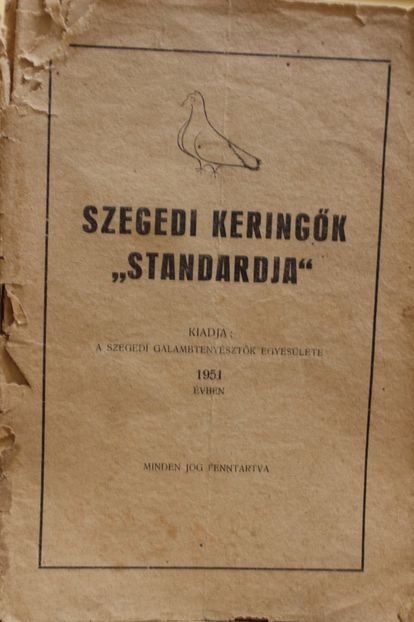 SZEGEDI KERINGŐK
„STANDARDJA“
KIADJA:
A SZEGEDI GALAMBTENYÉSZTŐK EGYESÜLETE
1951
ÉVBEN
MINDEN JOG FENNTARTVA